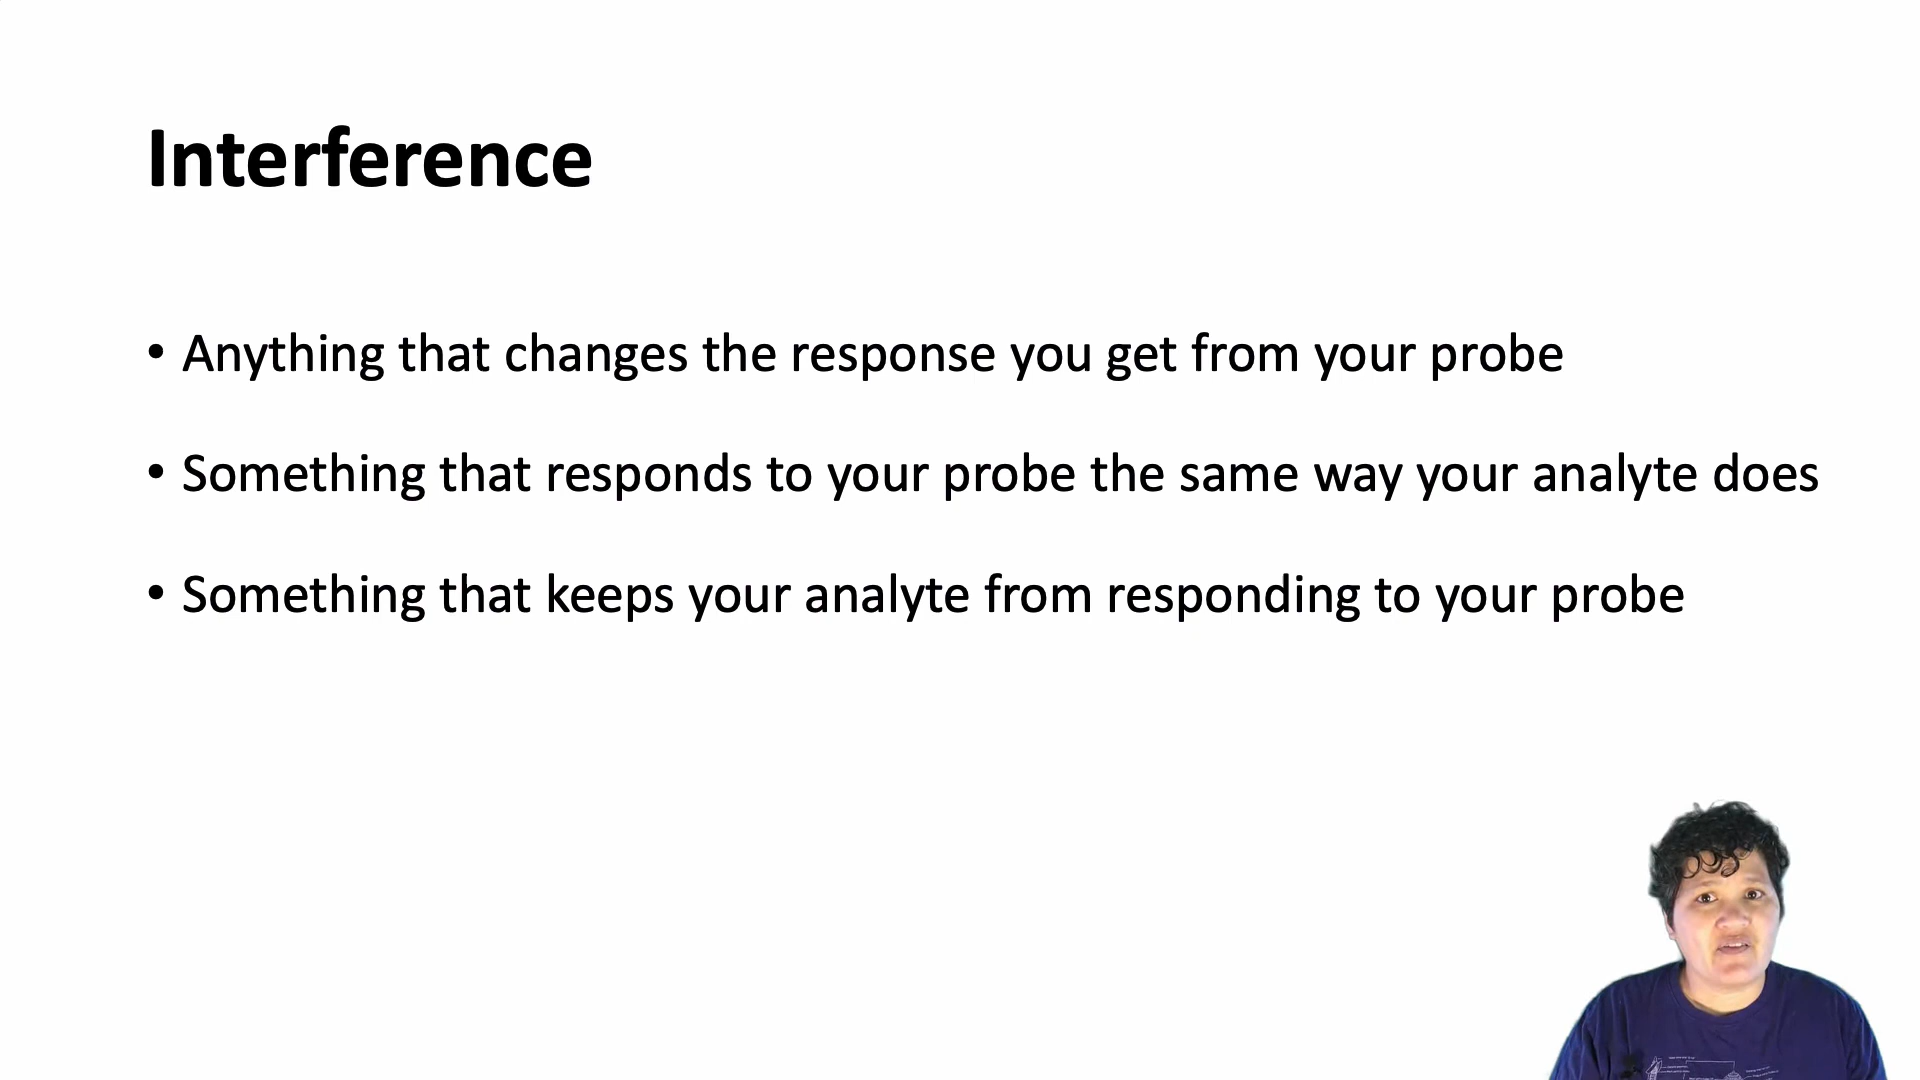 Interference
• Anything that changes the response you get from your probe
• Something that responds to your probe the same way your analyte does
• Something that keeps your analyte from responding to your probe